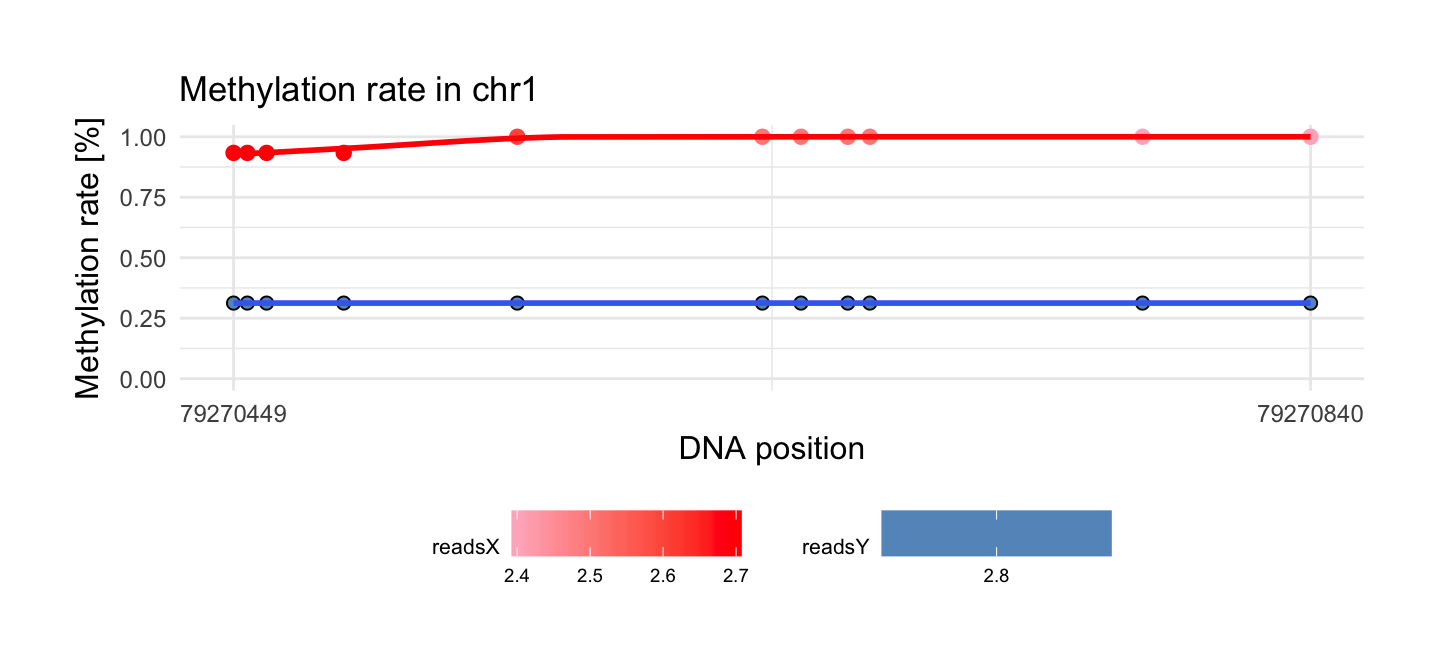 Methylation rate in chr1
Methylation rate [%]
1.00
0.75
0.50
0.25
0.00
79270449 79270840
DNA position
readsX
2.4 2.5 2.6 2.7
readsY
2.8